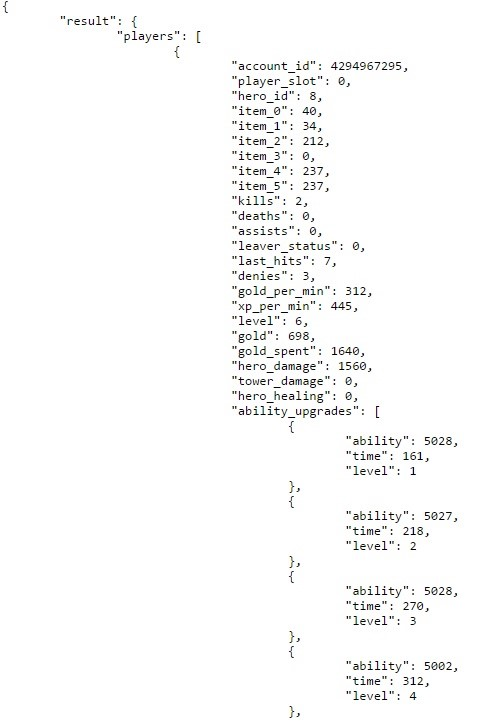 {
"result": {
"players": [
{
"account_id": 4294967295,
"player_slot": 0,
"hero_id": 8,
"item_0": 40,
"item_1": 34,
"item_2": 212,
"item_3": 0,
"item_4": 237,
"item_5": 237,
"kills": 2,
"deaths": 0,
"assists": 0,
"leaver_status": 0,
"last_hits": 7,
"denies": 3,
"gold_per_min": 312,
"xp_per_min": 445,
"level": 6,
"gold": 698,
"gold_spent": 1640,
"hero_damage": 1560,
"tower_damage": 0,
"hero_healing": 0,
"ability_upgrades": [
{
"ability": 5028,
"time": 161,
"level": 1
},
{
"ability": 5027,
"time": 218,
"level": 2
},
{
"ability": 5028,
"time": 270,
"level": 3
},
{
"ability": 5002,
"time": 312,
"level": 4
},